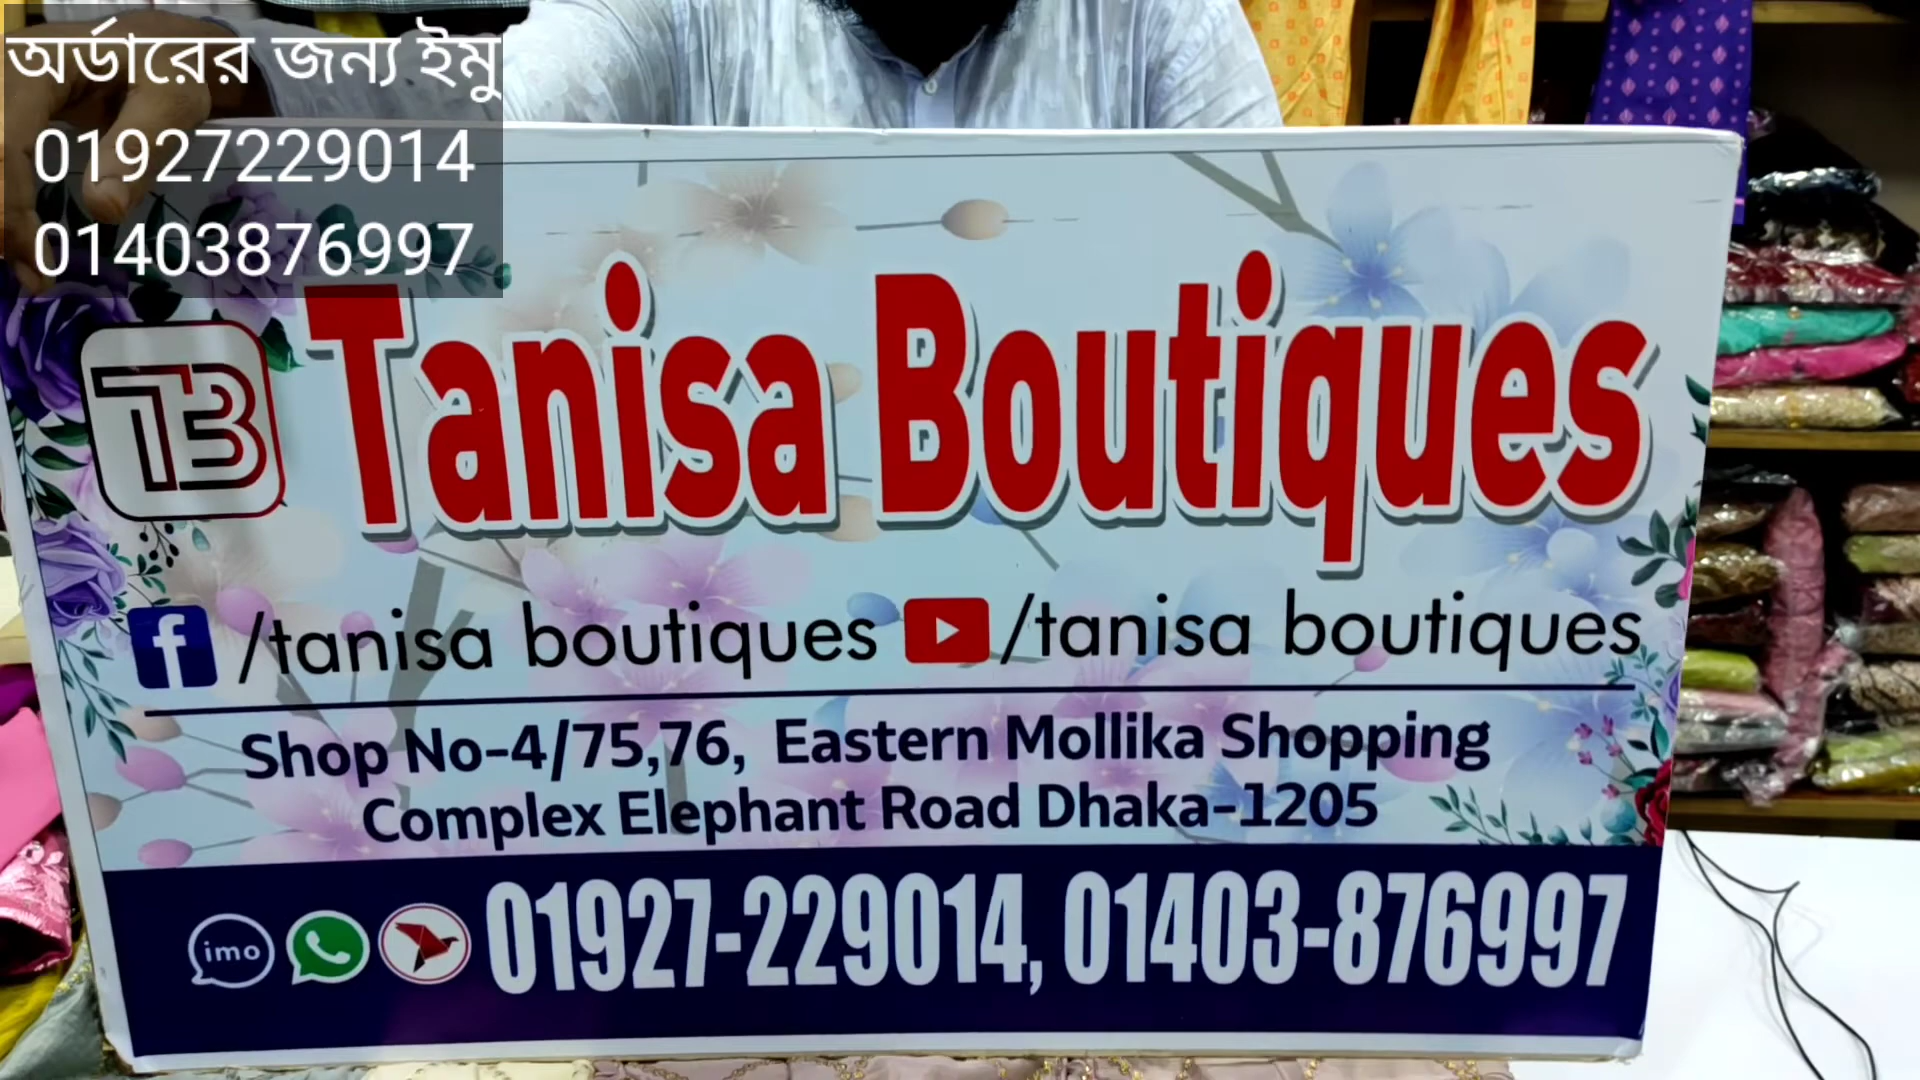 অর্ডারের জন্য ইমু
01927229014
01403876997
TB
Tanisa Boutiques
/tanisa boutiques /tanisa boutiques
Shop No-4/75,76, Eastern Mollika Shopping
Complex Elephant Road Dhaka-1205
imo 01927-229014, 01403-876997